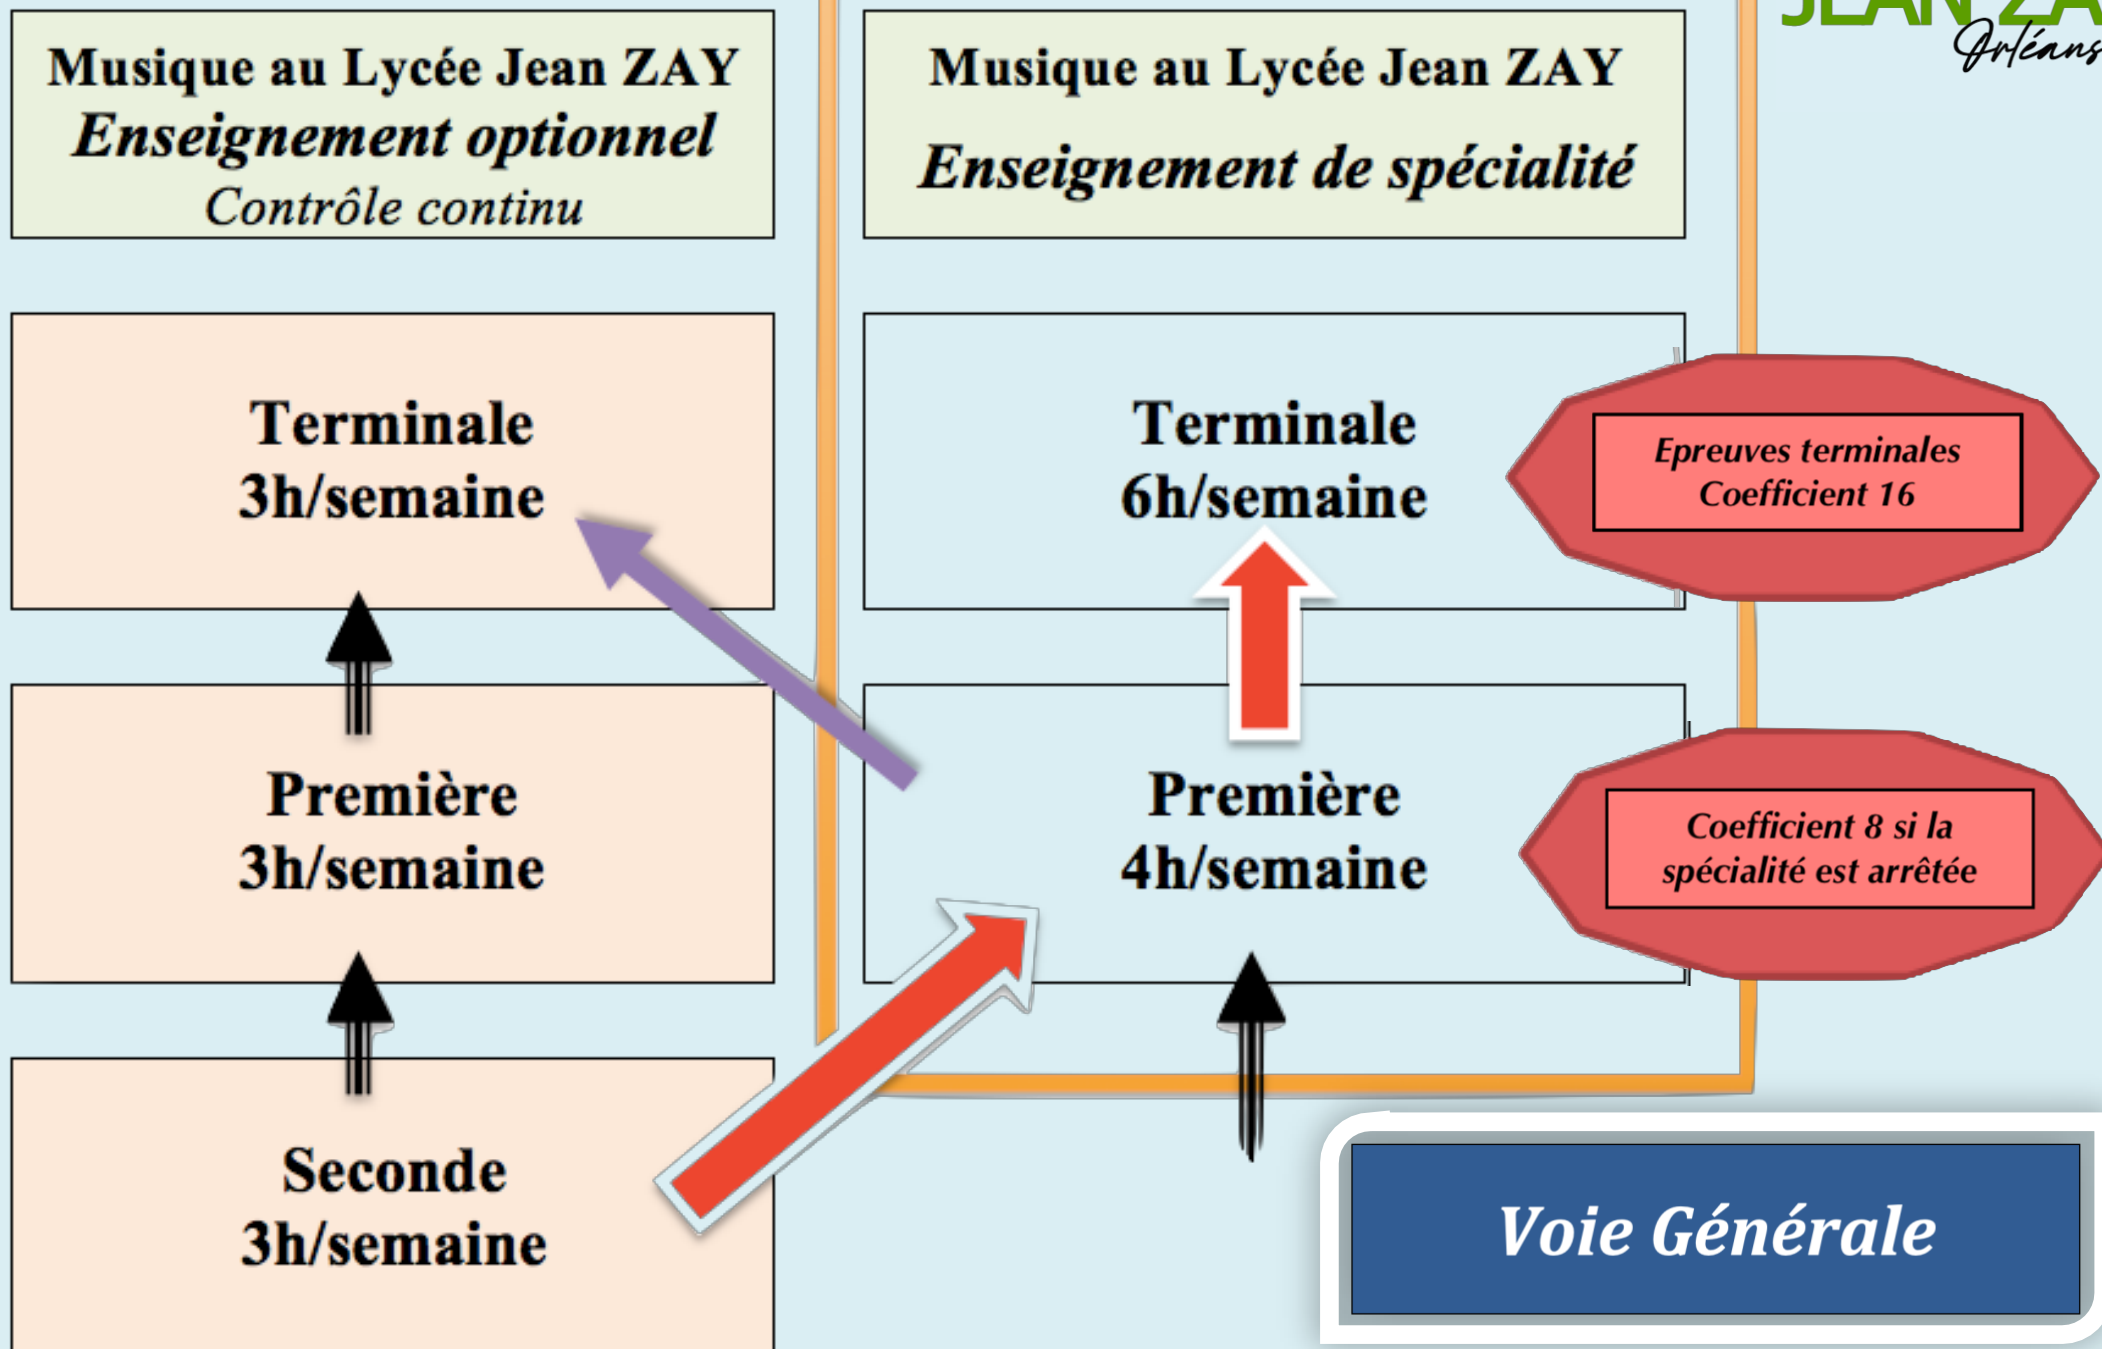 Musique au Lycée Jean ZAY
Enseignement optionnel
Contrôle continu
Musique au Lycée Jean ZAY
Enseignement de spécialité
Orléans
Terminale
3h/semaine
Terminale
6h/semaine
Epreuves terminales
Coefficient 16
Première
3h/semaine
Première
4h/semaine
Coefficient 8 si la
spécialité est arrêtée
Seconde
3h/semaine
Voie Générale